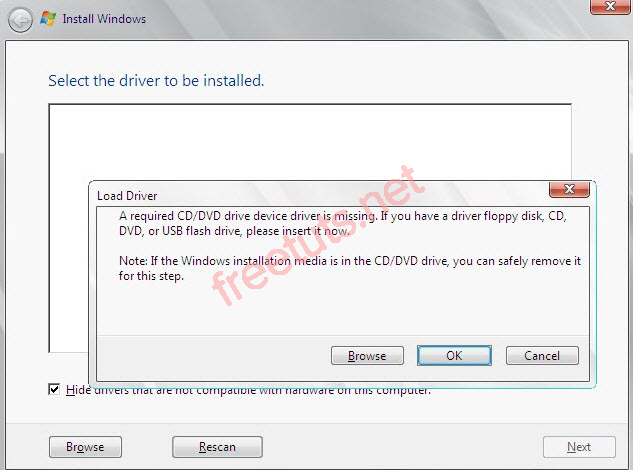 Install Windows
Select the driver to be installed.
Load Driver
A required CD/DVD drive device driver is missing. If you have a driver floppy disk, CD,
DVD, or USB flash drive, please insert it now.
Note: If the Windows installation media is in the CD/DVD drive, you can safely remove it
for this step.
freetuts.net
Browse
OK
Cancel
Hide drivers that are not compatible with hardware on this computer.
Browse
Rescan
Next